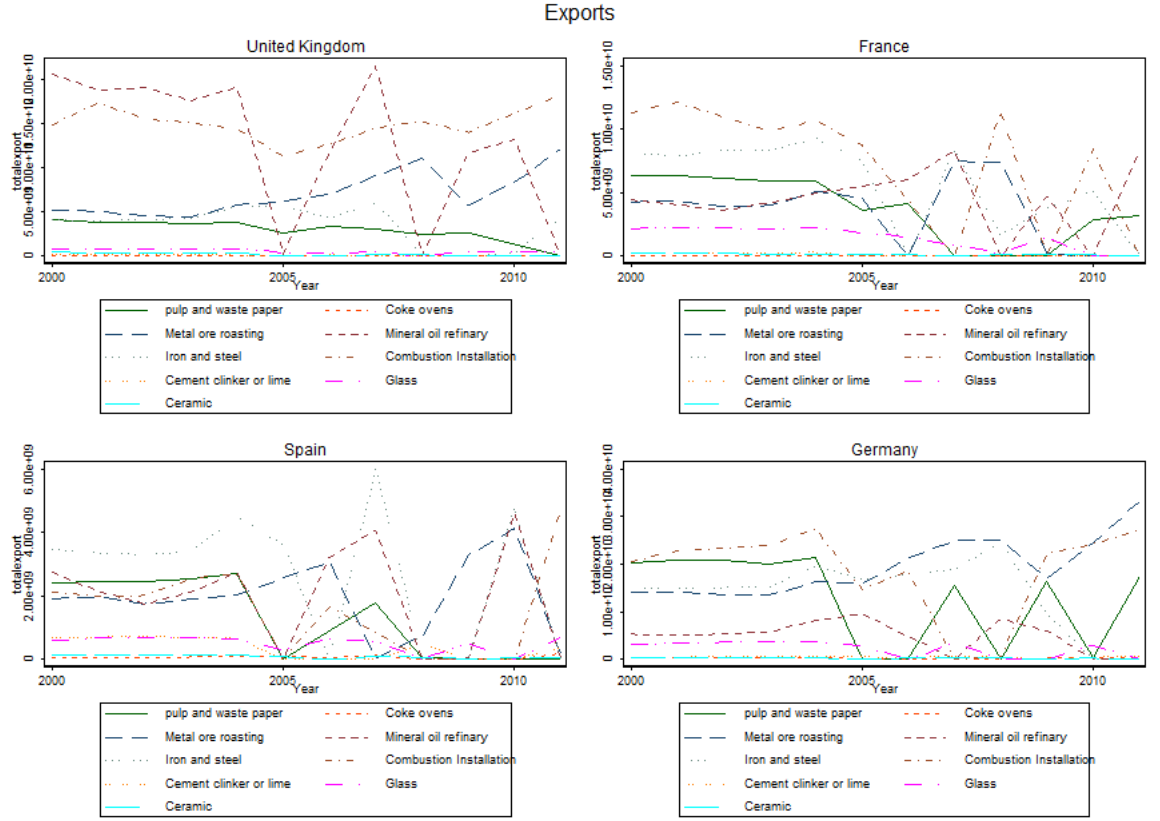 Exports
United Kingdom
totalexport
0 5.00e+09
2000 2005 2010
Year
pulp and waste paper Coke ovens
Metal ore roasting Mineral oil refinary
Iron and steel Combustion Installation
Cement clinker or lime Glass
Ceramic
France
totalexport
0 5.00e+09 1.00e+10 1.50e+10
2000 2005 2010
Year
pulp and waste paper Coke ovens
Metal ore roasting Mineral oil refinary
Iron and steel Combustion Installation
Cement clinker or lime Glass
Ceramic
Spain
totalexport
0 2.00e+09 4.00e+09 6.00e+09
2000 2005 2010
Year
pulp and waste paper Coke ovens
Metal ore roasting Mineral oil refinary
Iron and steel Combustion Installation
Cement clinker or lime Glass
Ceramic
Germany
totalexport
0
2000 2005 2010
Year
pulp and waste paper Coke ovens
Metal ore roasting Mineral oil refinary
Iron and steel Combustion Installation
Cement clinker or lime Glass
Ceramic